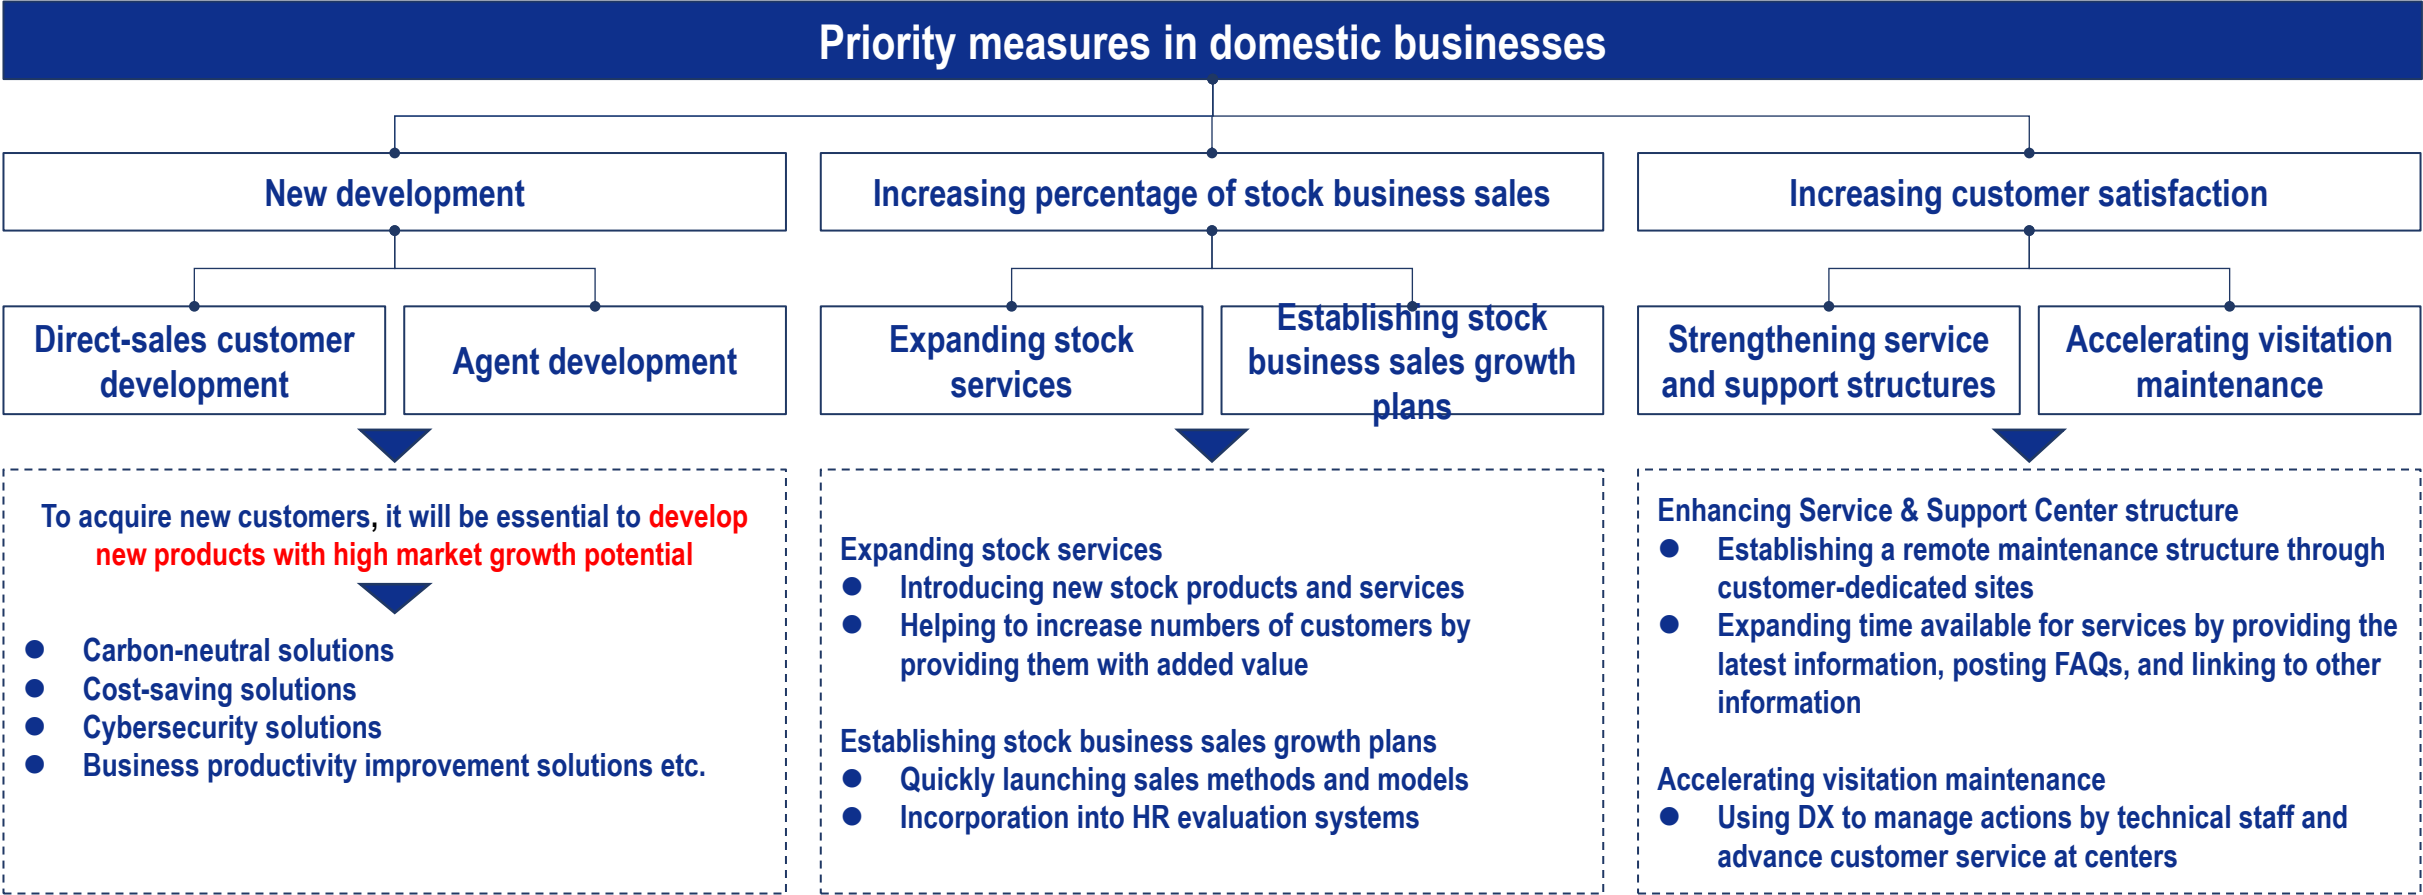 Priority measures in domestic businesses
New development
Increasing percentage of stock business sales
Increasing customer satisfaction
Direct-sales customer
development
Agent development
Expanding stock
services
Establishing stock
business sales growth
plans
Strengthening service
and support structures
Accelerating visitation
maintenance
To acquire new customers, it will be essential to develop
new products with high market growth potential
● Carbon-neutral solutions
● Cost-saving solutions
● Cybersecurity solutions
● Business productivity improvement solutions etc.
Expanding stock services
● Introducing new stock products and services
● Helping to increase numbers of customers by
providing them with added value
Establishing stock business sales growth plans
● Quickly launching sales methods and models
● Incorporation into HR evaluation systems
Enhancing Service & Support Center structure
● Establishing a remote maintenance structure through
customer-dedicated sites
● Expanding time available for services by providing the
latest information, posting FAQs, and linking to other
information
Accelerating visitation maintenance
● Using DX to manage actions by technical staff and
advance customer service at centers